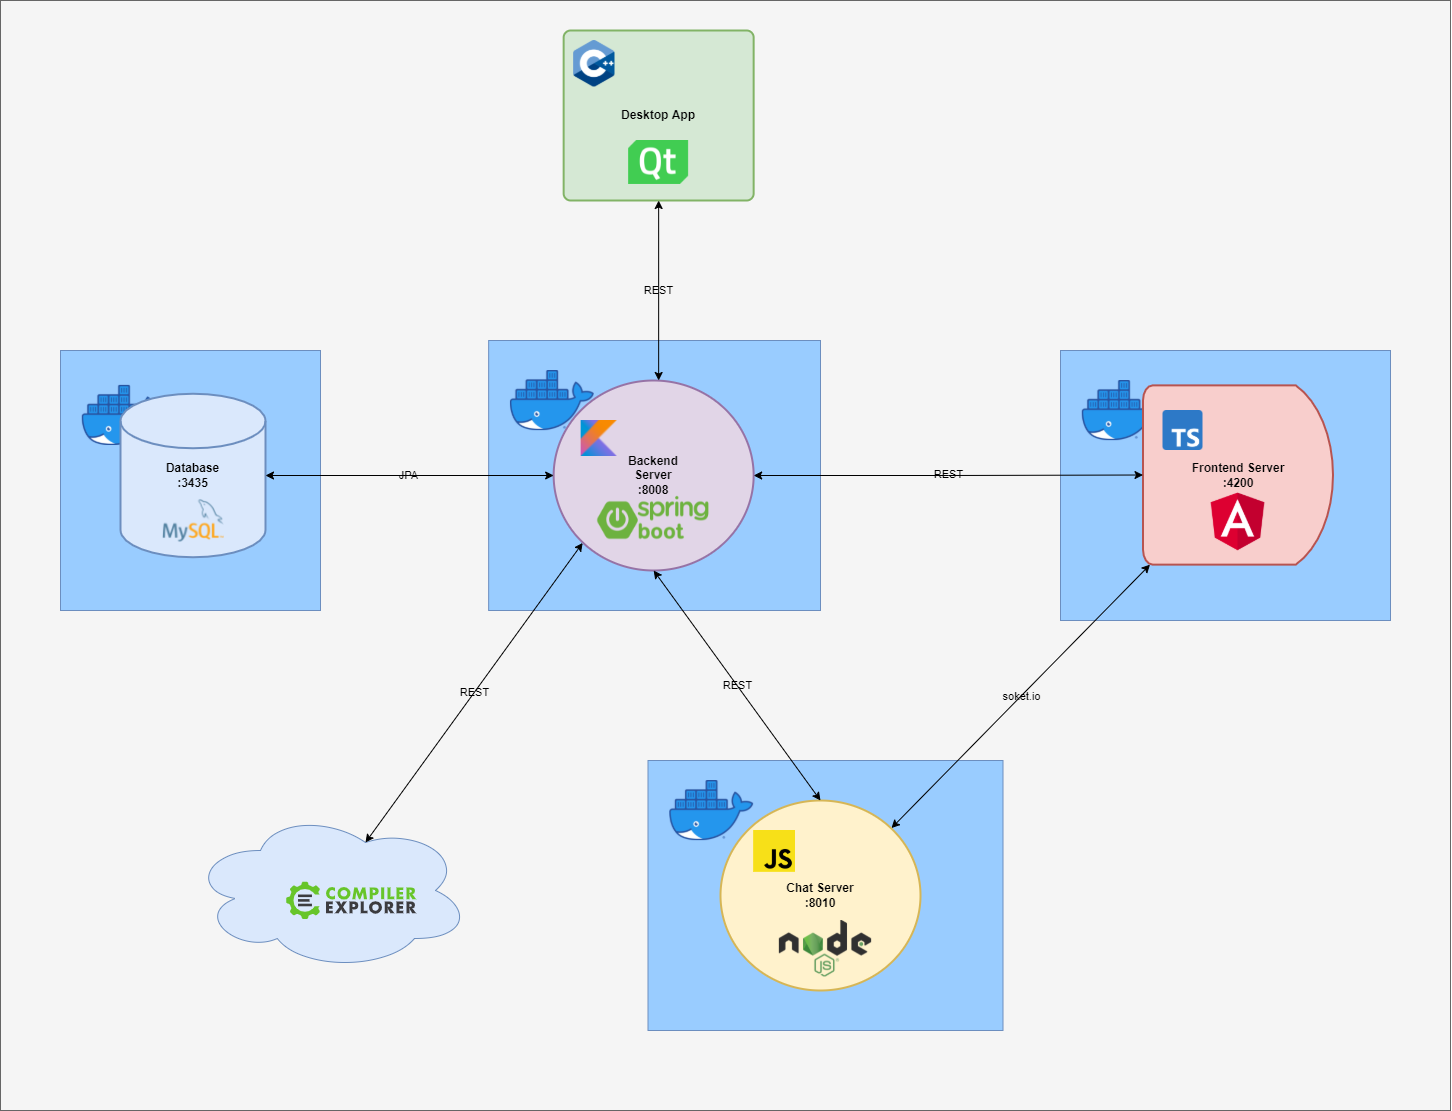 C++
Desktop App
Qt
REST
Database
:3435
MySQL
JPA
Backend
Server
:8008
spring
boot
REST
TS
Frontend Server
:4200
A
REST
REST
soket.io
COMPILER
EXPLORER
JS
Chat Server
:8010
node
JS